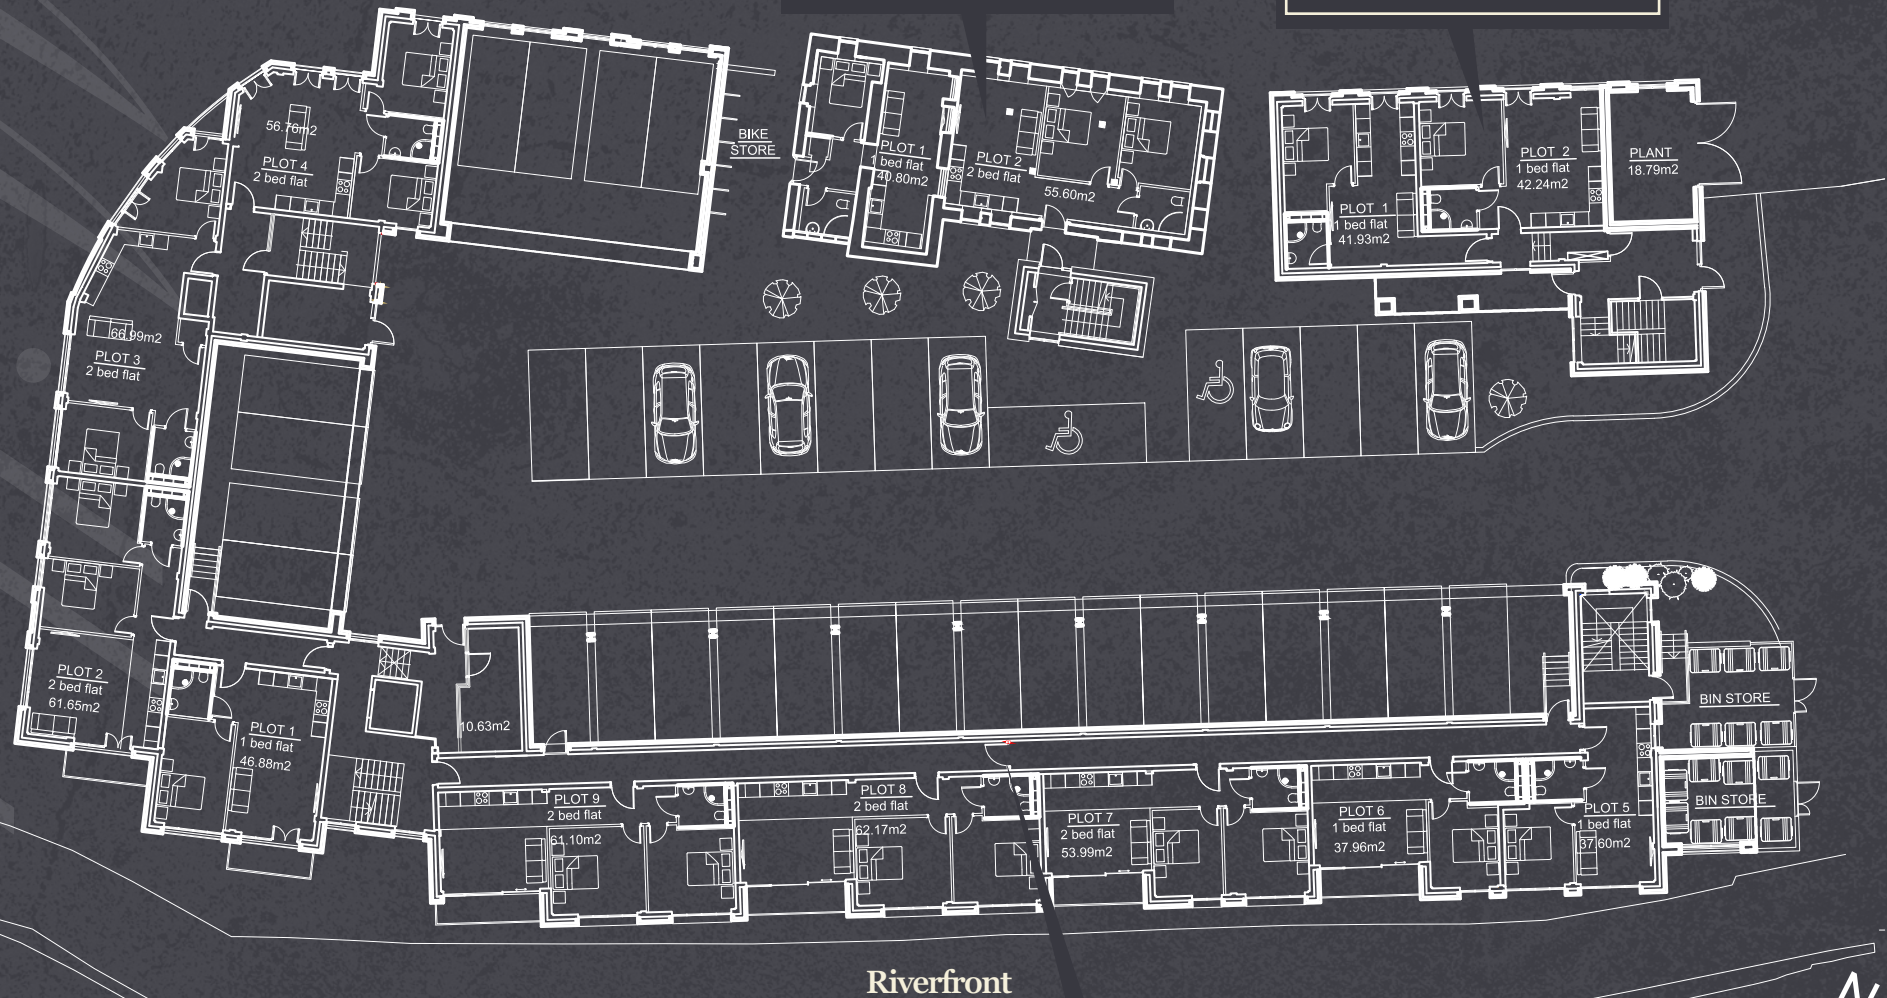 56.76m2
PLOT 4
2 bed flat
BIKE
STORE
PLOT 1
1 bed flat
40.80m2
PLOT 2
2 bed flat
55.60m2
PLOT 1
1 bed flat
41.93m2
PLOT 2
1 bed flat
42.24m2
PLANT
18.79m2
66.99m2
PLOT 3
2 bed flat
PLOT 2
2 bed flat
61.65m2
PLOT 1
1 bed flat
46.88m2
10.63m2
PLOT 9
2 bed flat
61.10m2
PLOT 8
2 bed flat
62.17m2
PLOT 7
2 bed flat
53.99m2
PLOT 6
1 bed flat
37.96m2
PLOT 5
1 bed flat
37.60m2
BIN STORE
BIN STORE
Riverfront